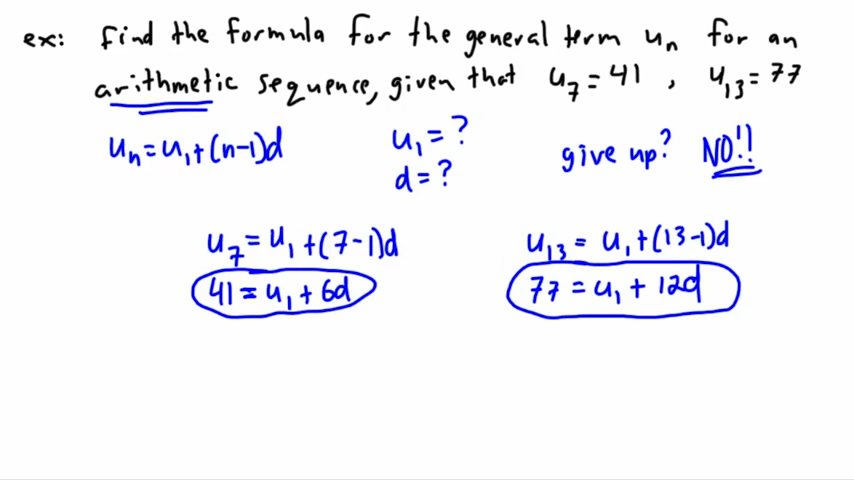 ex: Find the formula for the general term uₙ for an
arithmetic sequence, given that u₇ = 41 , u₁₃ = 77
uₙ = u₁ + (n-1)d u₁ = ? give up? NO!!
d = ?
u₇ = u₁ + (7-1)d u₁₃ = u₁ + (13-1)d
41 = u₁ + 6d 77 = u₁ + 12d